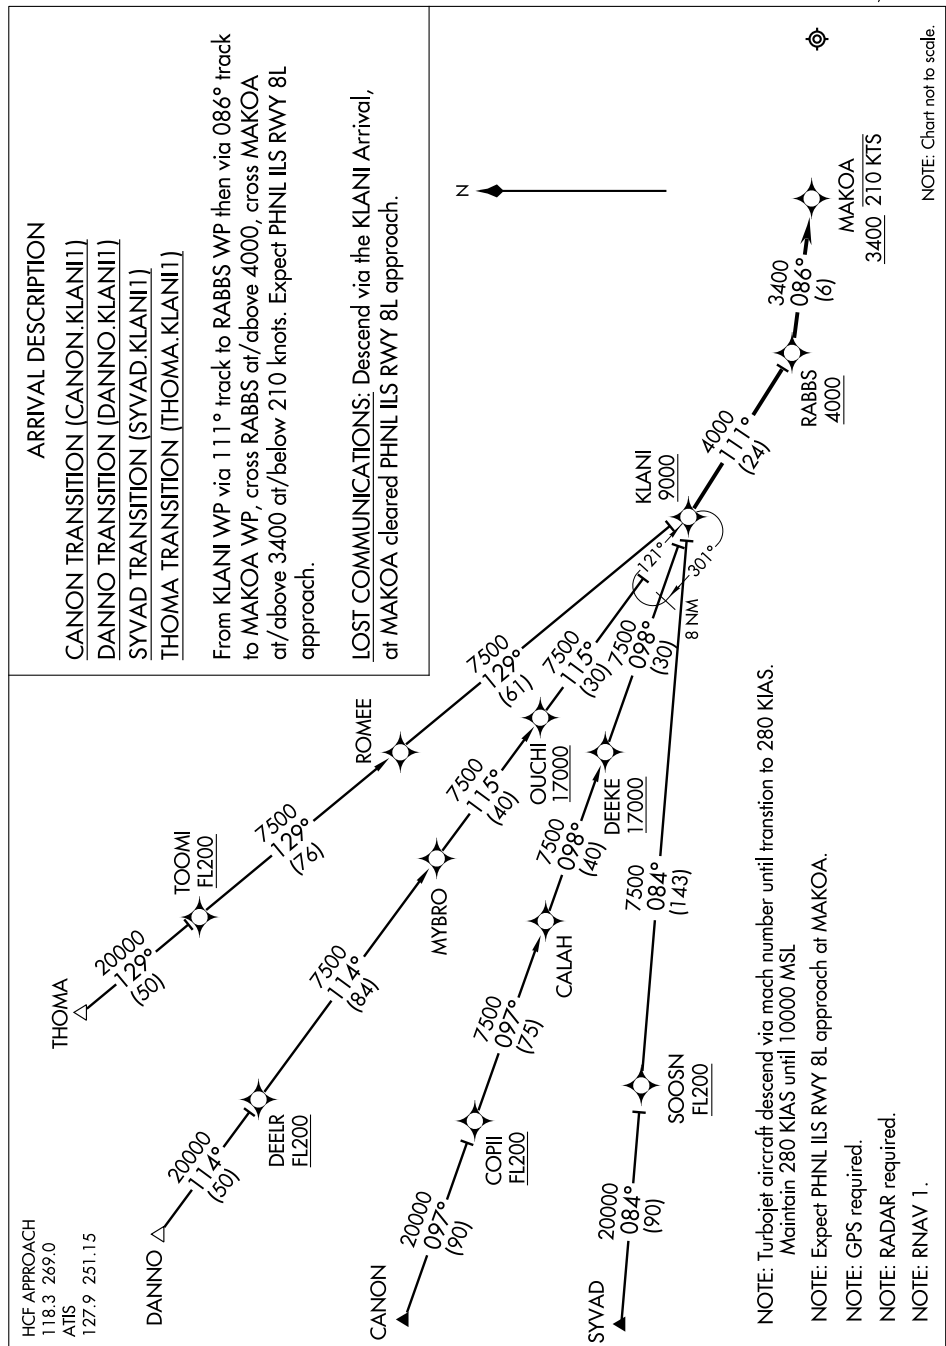 HCF APPROACH
118.3 269.0
ATIS
127.9 251.15
ARRIVAL DESCRIPTION
CANON TRANSITION (CANON.KLANI1)
DANNO TRANSITION (DANNO.KLANI1)
SYVAD TRANSITION (SYVAD.KLANI1)
THOMA TRANSITION (THOMA.KLANI1)
From KLANI WP via 111° track to RABBS WP then via 086° track
to MAKOA WP, cross RABBS at/above 4000, cross MAKOA
at/above 3400 at/below 210 knots. Expect PHNL ILS RWY 8L
approach.
LOST COMMUNICATIONS: Descend via the KLANI Arrival,
at MAKOA cleared PHNL ILS RWY 8L approach.
N
THOMA
20000
129°
(50)
TOOMI
FL200
7500
129°
(76)
ROMEE
7500
129°
(61)
DANNO
20000
114°
(50)
DEELR
FL200
7500
114°
(84)
MYBRO
7500
115°
(40)
OUCHI
17000
7500
115°
(30)
CANON
20000
097°
(90)
COPII
FL200
7500
097°
(75)
CALAH
7500
098°
(40)
DEEKE
17000
7500
098°
(30)
SYVAD
20000
084°
(90)
SOOSN
FL200
7500
084°
(143)
121°
301°
8 NM
KLANI
9000
4000
111°
(24)
RABBS
4000
3400
086°
(6)
MAKOA
3400 210 KTS
NOTE: Turbojet aircraft descend via mach number until transtion to 280 KIAS.
Maintain 280 KIAS until 10000 MSL
NOTE: Expect PHNL ILS RWY 8L approach at MAKOA.
NOTE: GPS required.
NOTE: RADAR required.
NOTE: RNAV 1.
NOTE: Chart not to scale.